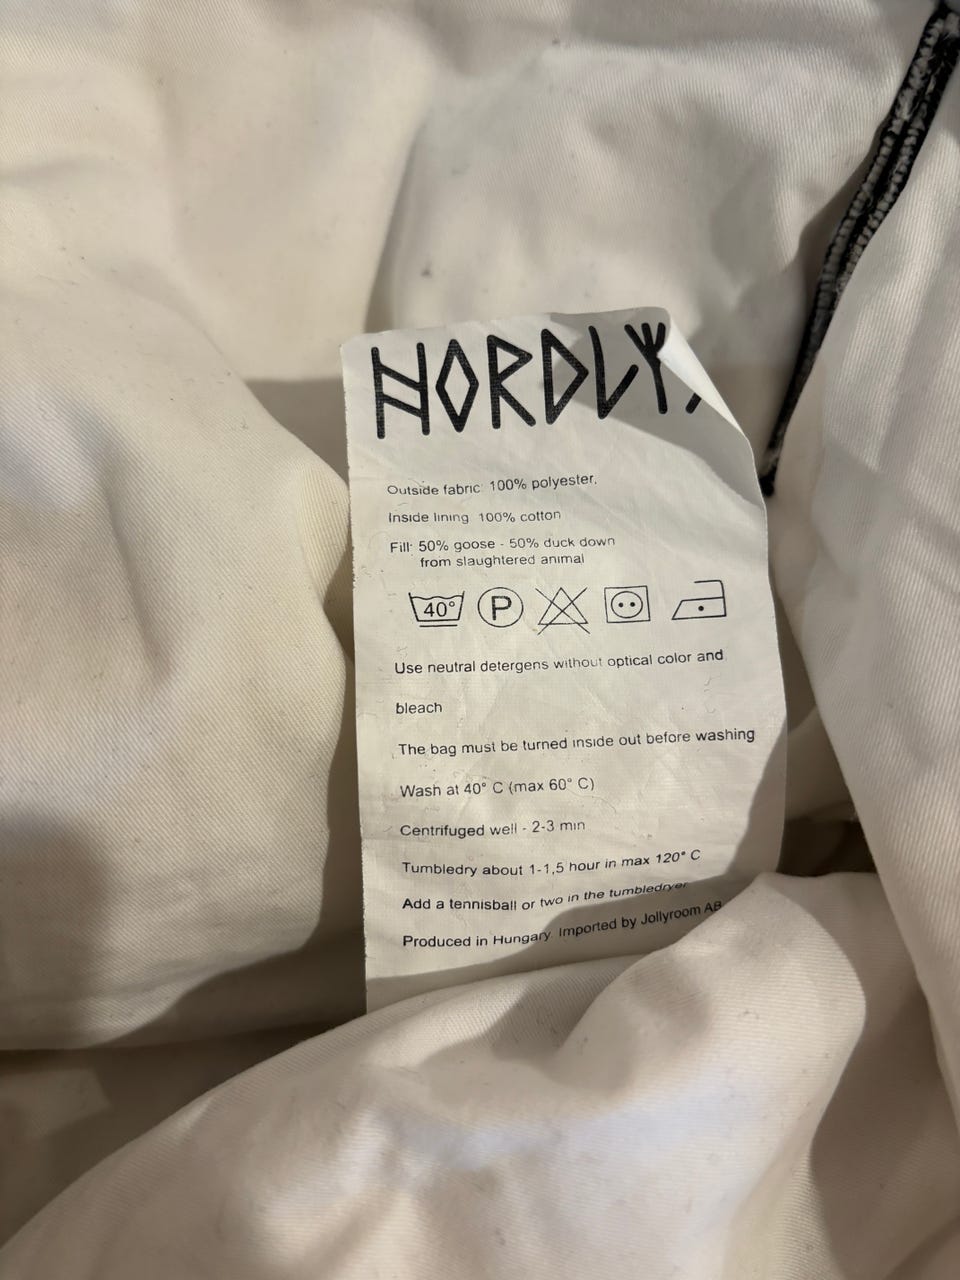 Outside fabric: 100% polyester.
Inside lining 100% cotton
Fill: 50% goose - 50% duck down
from slaughtered animal
40° P
Use neutral detergens without optical color and
bleach
The bag must be turned inside out before washing
Wash at 40° C (max 60° C)
Centrifuged well - 2-3 min
Tumbledry about 1-1,5 hour in max 120° C
Add a tennisball or two in the tumbledryer
Produced in Hungary. Imported by Jollyroom AB